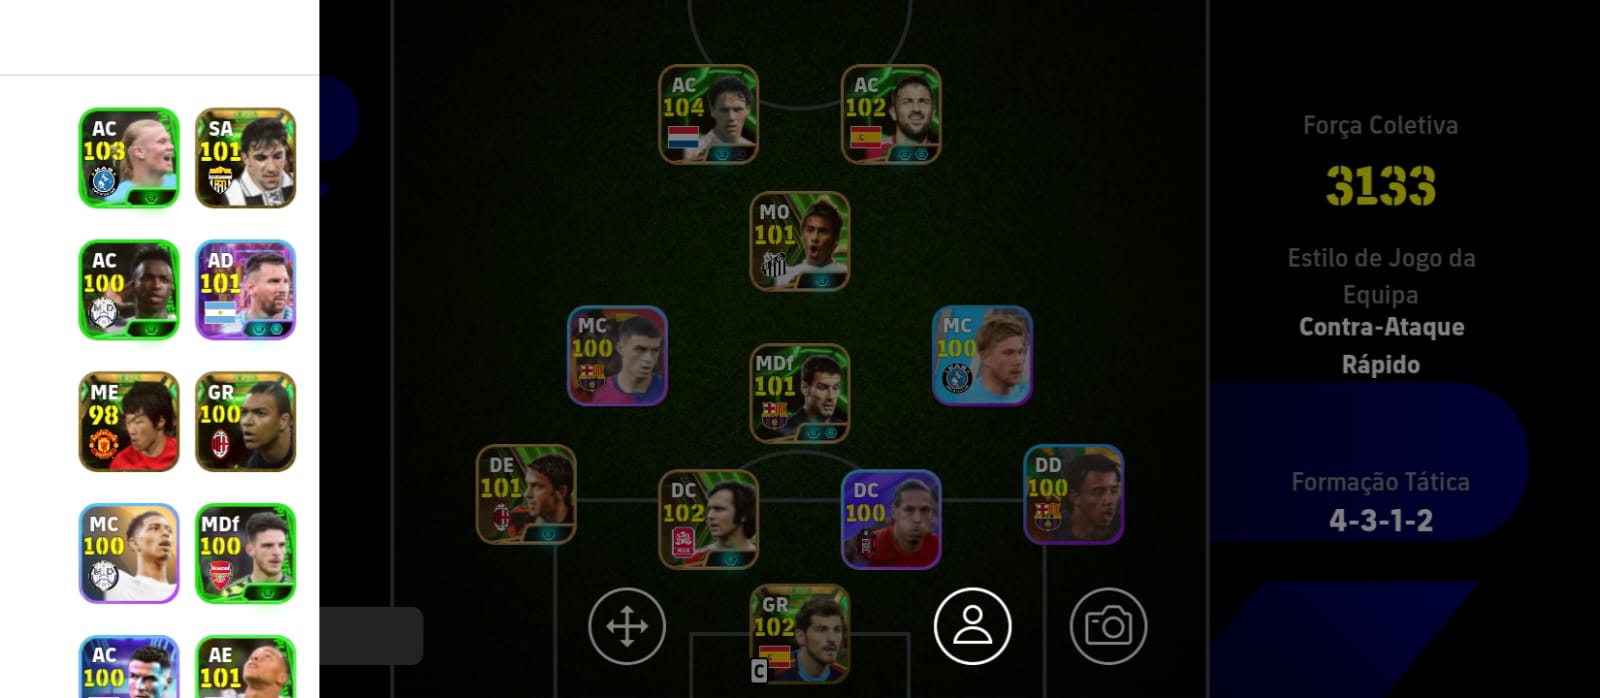 AC
103
SA
101
AC
100
AD
101
ME
98
GR
100
MC
100
MDf
100
AC
100
AE
101
AC
104
AC
102
MO
101
MC
100
MC
100
MDf
101
DE
101
DC
102
DC
100
DD
100
GR
102
C
Força Coletiva
3133
Estilo de Jogo da
Equipa
Contra-Ataque
Rápido
Formação Tática
4-3-1-2